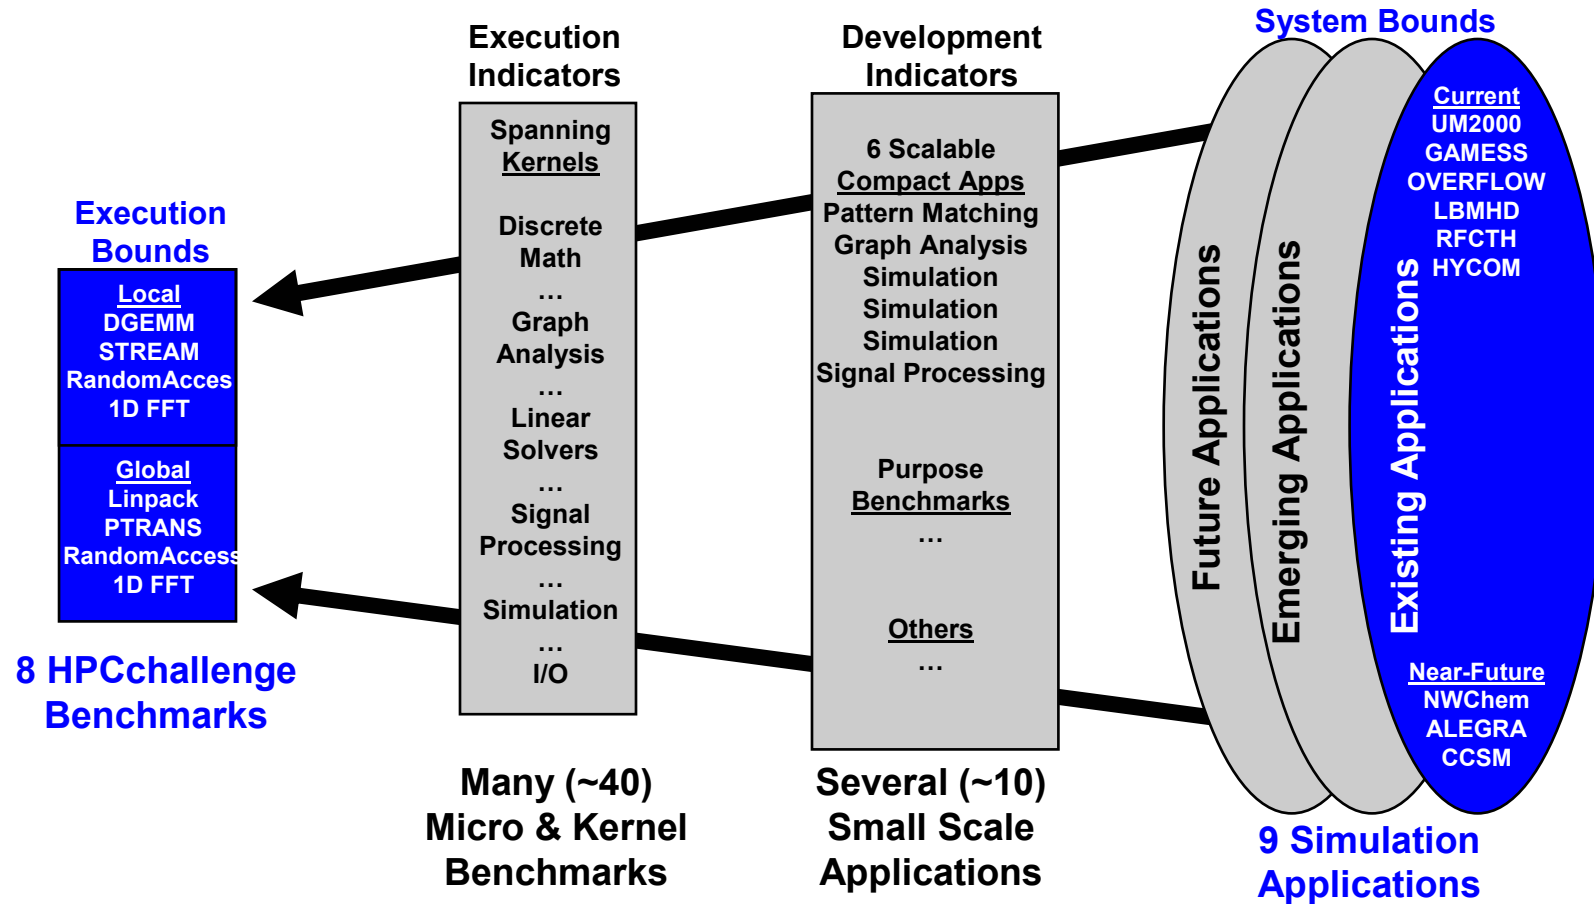 Execution
Bounds
Local
DGEMM
STREAM
RandomAcces
1D FFT
Global
Linpack
PTRANS
RandomAccess
1D FFT
8 HPCchallenge
Benchmarks
Execution
Indicators
Spanning
Kernels
Discrete
Math
…
Graph
Analysis
…
Linear
Solvers
…
Signal
Processing
…
Simulation
…
I/O
Many (~40)
Micro & Kernel
Benchmarks
Development
Indicators
6 Scalable
Compact Apps
Pattern Matching
Graph Analysis
Simulation
Simulation
Simulation
Signal Processing
Purpose
Benchmarks
…
Others
…
Several (~10)
Small Scale
Applications
System Bounds
Future Applications
Emerging Applications
Existing Applications
Current
UM2000
GAMESS
OVERFLOW
LBMHD
RFCTH
HYCOM
Near-Future
NWChem
ALEGRA
CCSM
9 Simulation
Applications